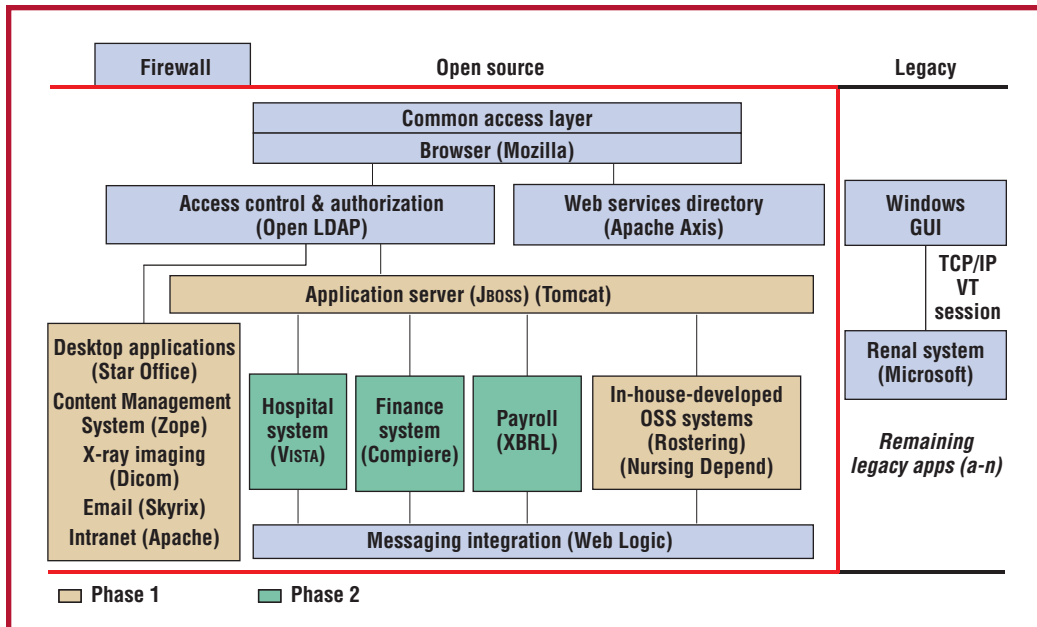 Firewall
Open source
Legacy
Common access layer
Browser (Mozilla)
Access control & authorization
(Open LDAP)
Web services directory
(Apache Axis)
Windows
GUI
TCP/IP
VT
session
Application server (JBOSS) (Tomcat)
Desktop applications
(Star Office)
Content Management
System (Zope)
X-ray imaging
(Dicom)
Email (Skyrix)
Intranet (Apache)
Hospital
system
(VISTA)
Finance
system
(Compiere)
Payroll
(XBRL)
In-house-developed
OSS systems
(Rostering)
(Nursing Depend)
Renal system
(Microsoft)
Remaining
legacy apps (a-n)
Messaging integration (Web Logic)
Phase 1
Phase 2